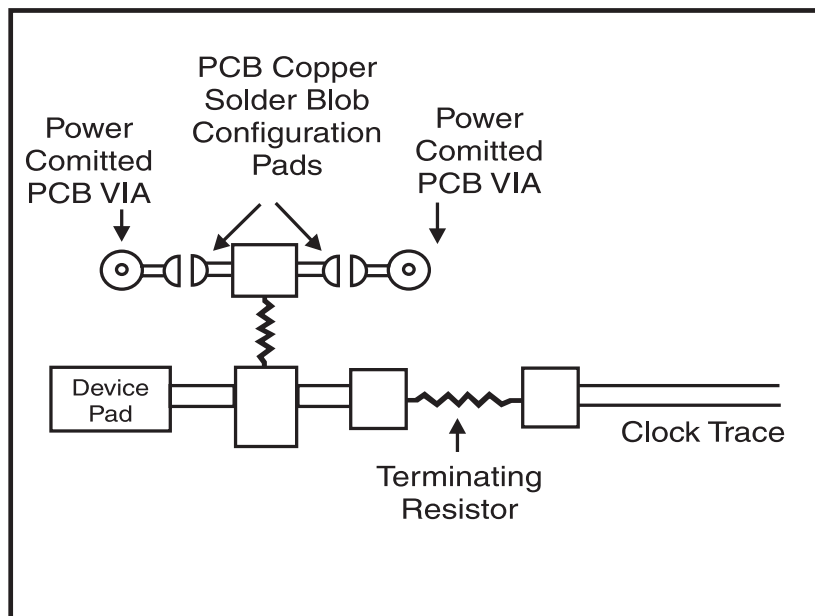 PCB Copper
Solder Blob
Configuration
Pads
Power
Comitted
PCB VIA
Power
Comitted
PCB VIA
Device
Pad
Clock Trace
Terminating
Resistor